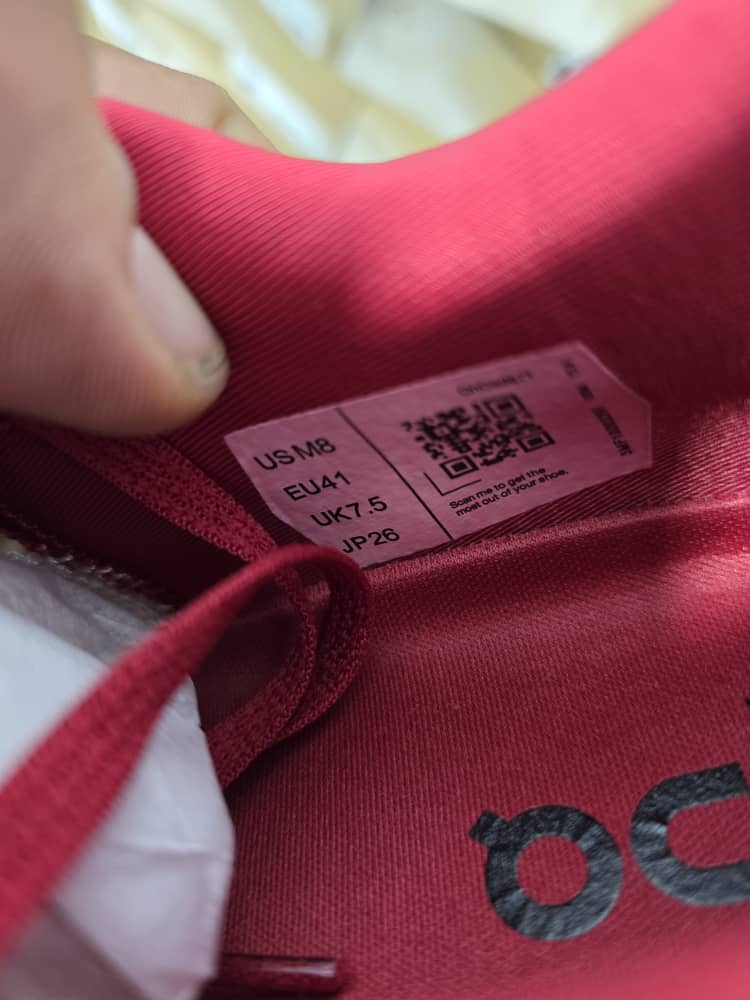 US M8
EU41
UK7.5
JP26
Scan me to get the
most out of your shoe.